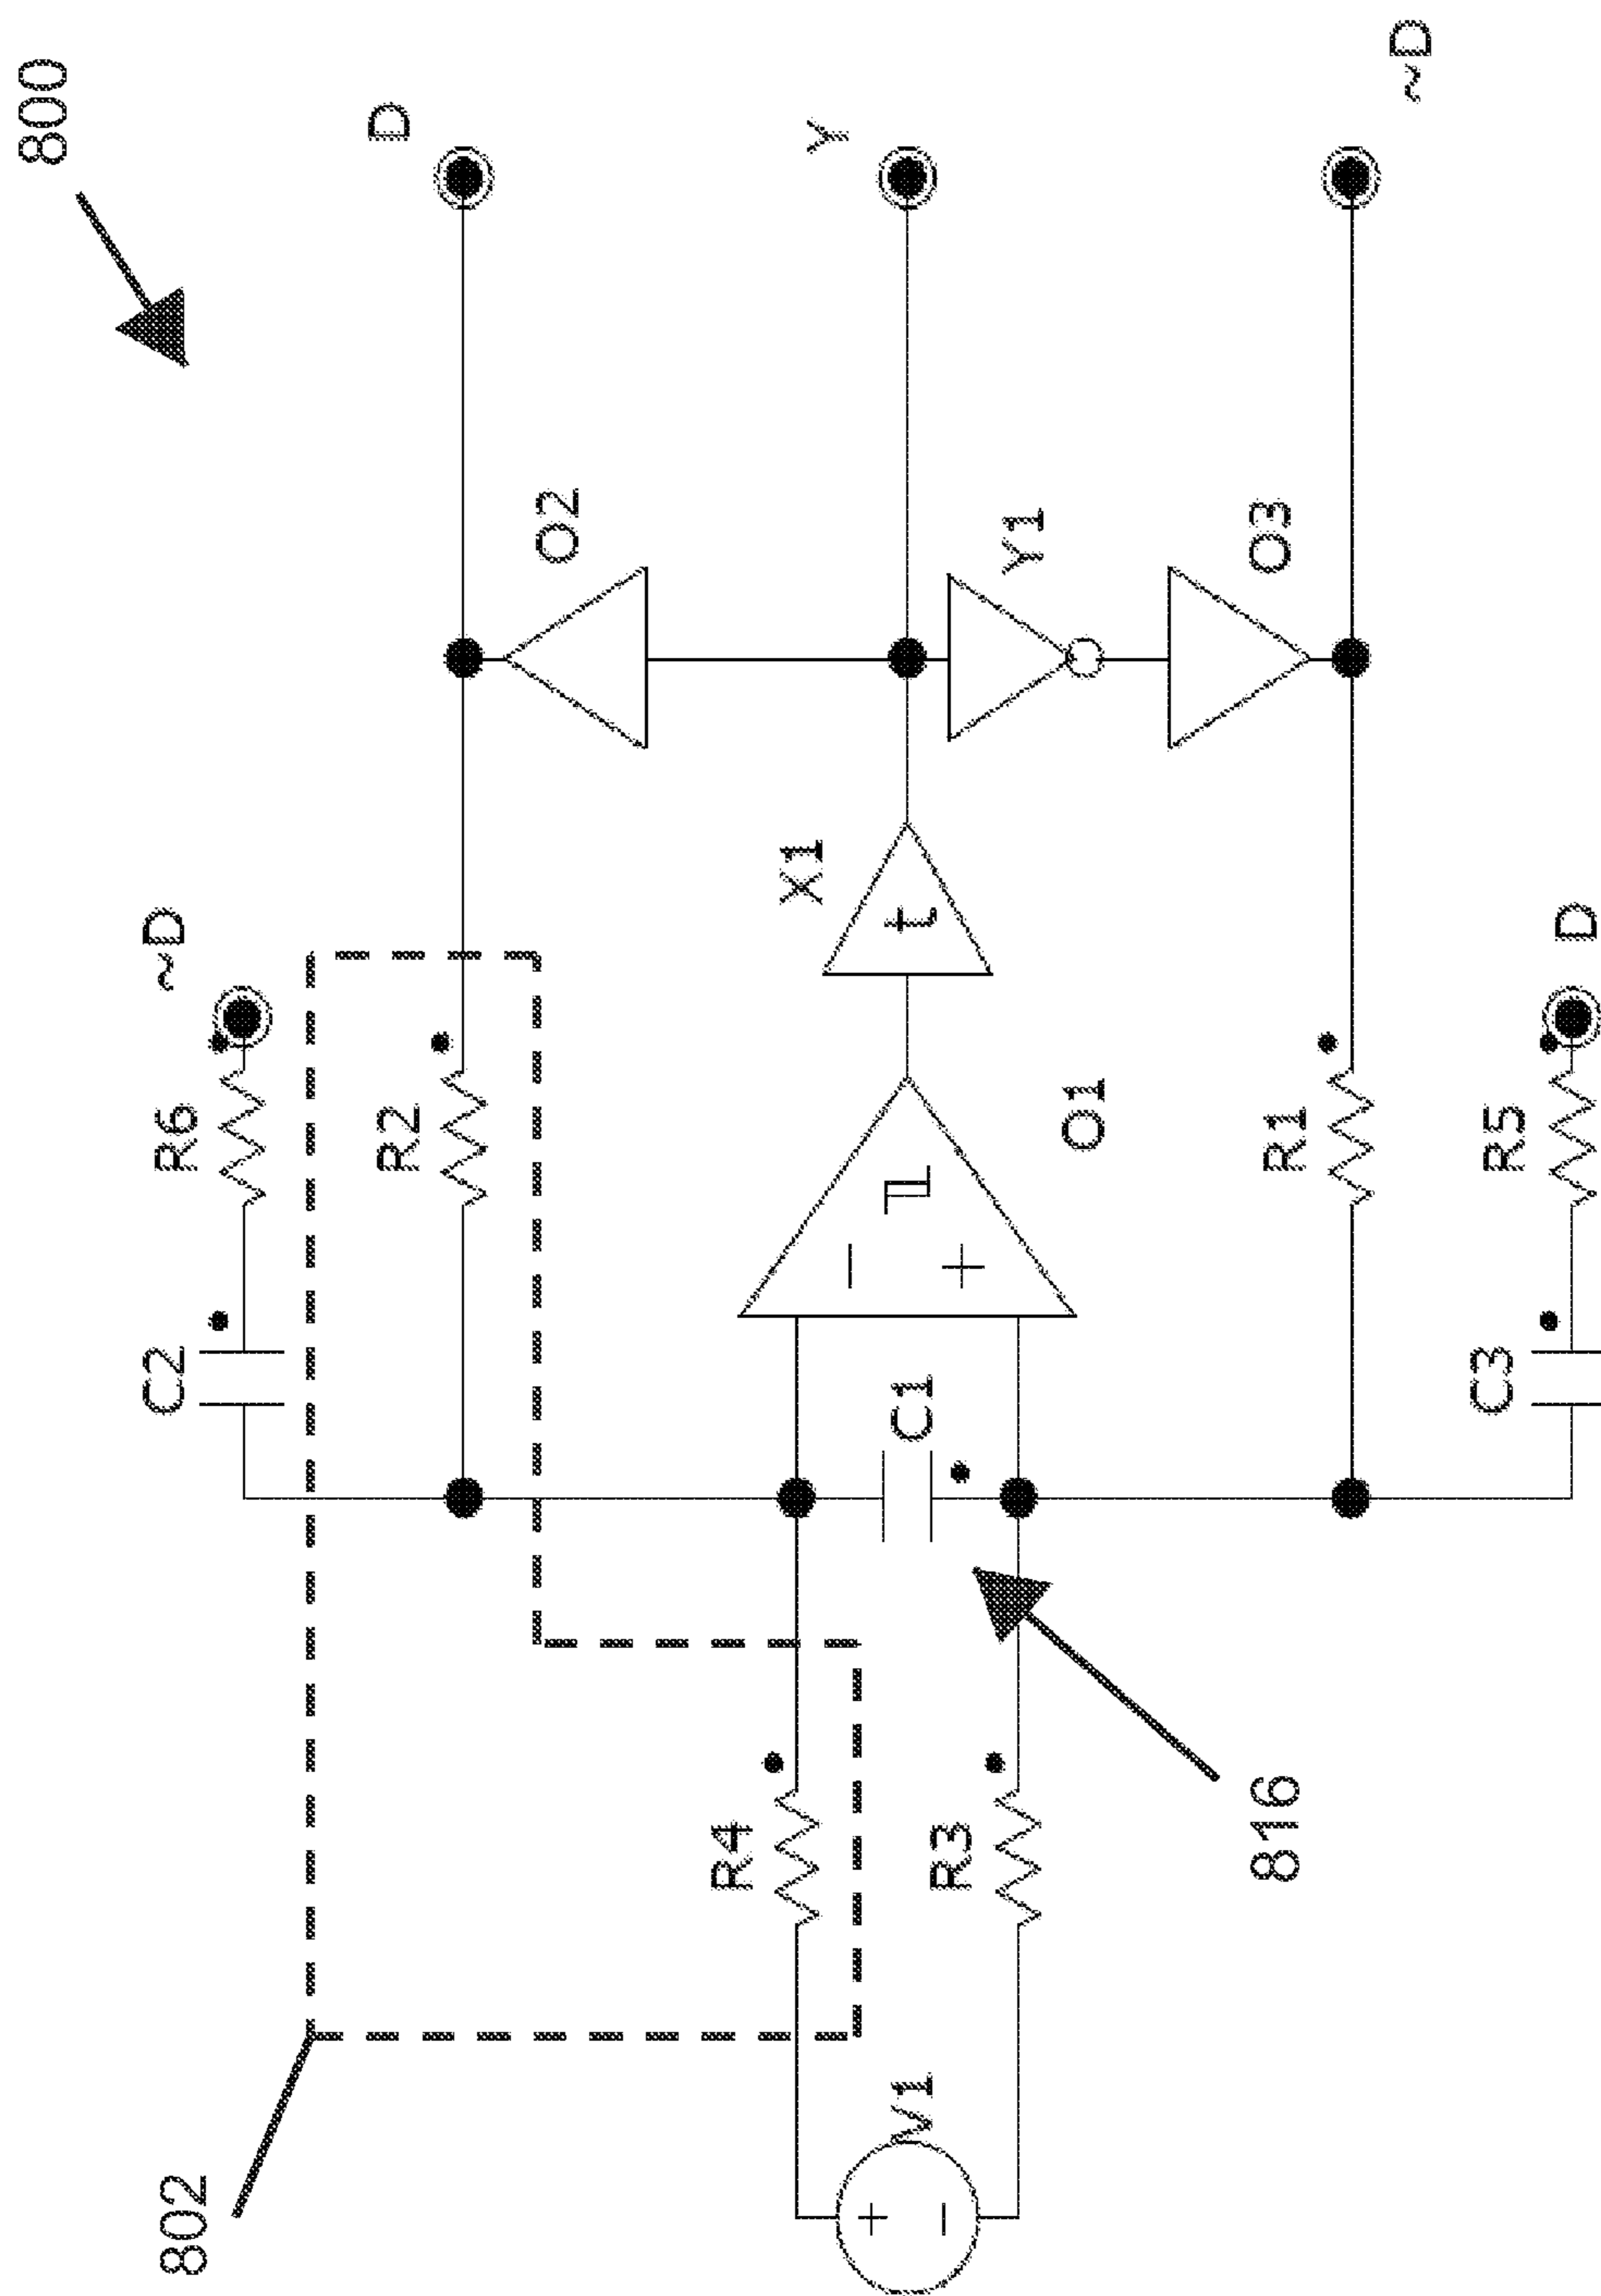 800
D
Y
~D
O2
Y1
O3
X1
t
~D
D
R6
R2
O1
R1
R5
−
+
C2
C1
C3
R4
R3
816
V1
+
−
802